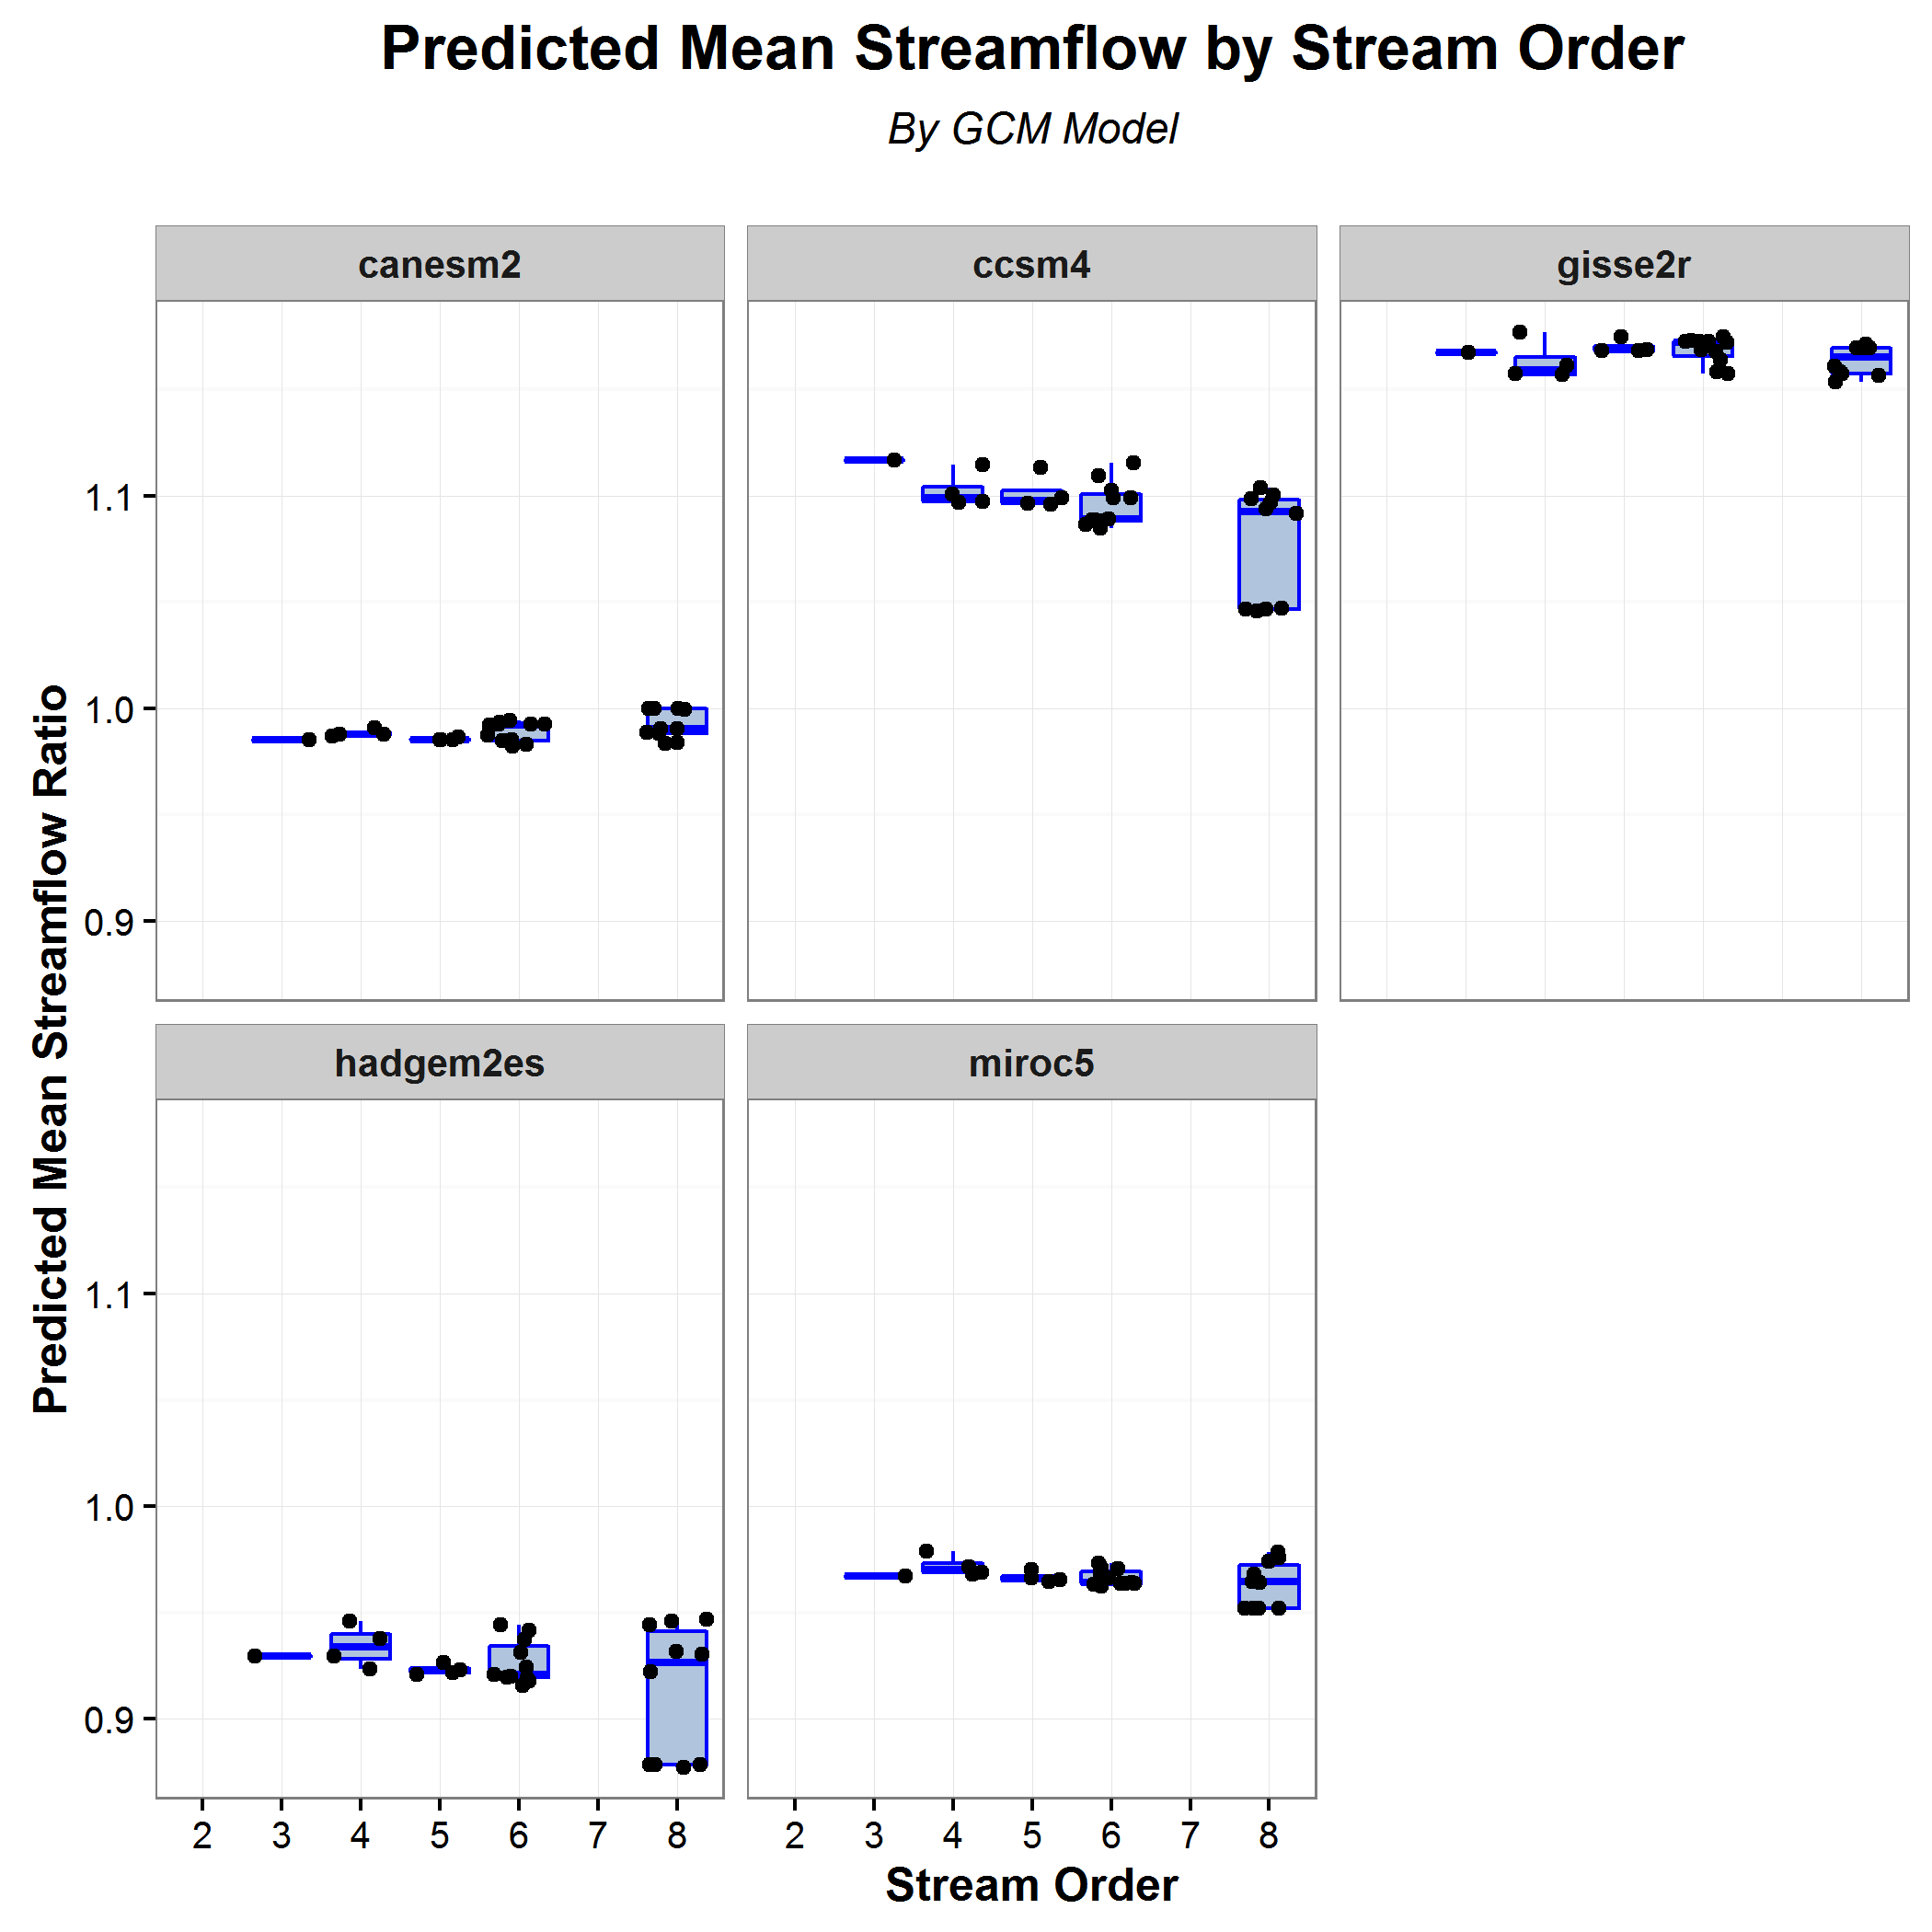 Predicted Mean Streamflow by Stream Order
By GCM Model
canesm2
ccsm4
gisse2r
1.1
1.0
0.9
hadgem2es
miroc5
1.1
1.0
0.9
2 3 4 5 6 7 8
2 3 4 5 6 7 8
Stream Order
Predicted Mean Streamflow Ratio